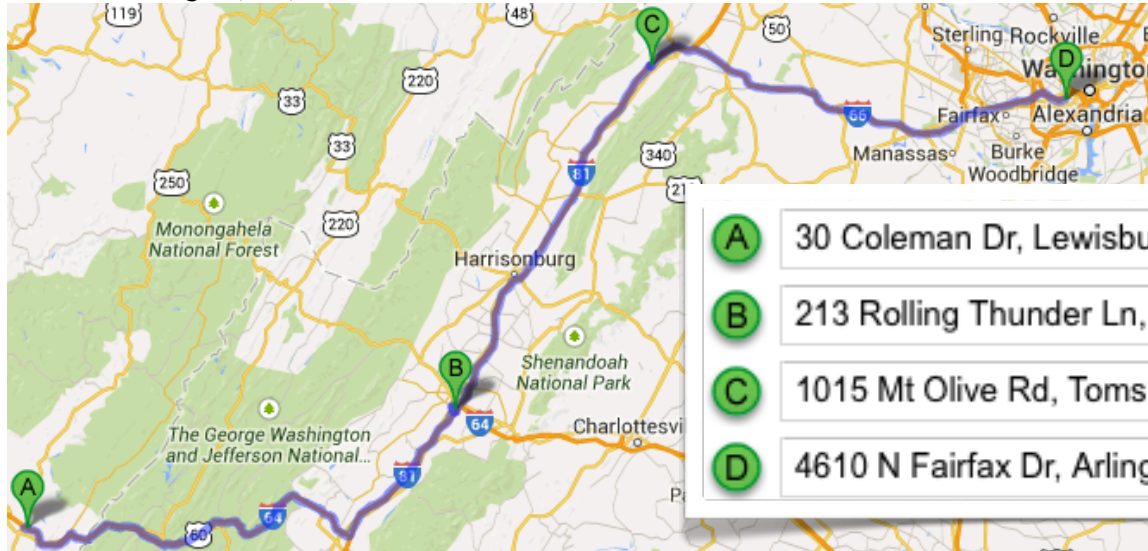 119
48
C
50
Sterling Rockville
D
220
33
66
Fairfax
Alexandria
33
340
Manassas
Burke
81
Woodbridge
250
Monongahela
National Forest
220
Harrisonburg
B
Shenandoah
National Park
64
The George Washington
and Jefferson National...
81
A
64
60
A 30 Coleman Dr, Lewisbu
B 213 Rolling Thunder Ln,
C 1015 Mt Olive Rd, Toms
D 4610 N Fairfax Dr, Arling